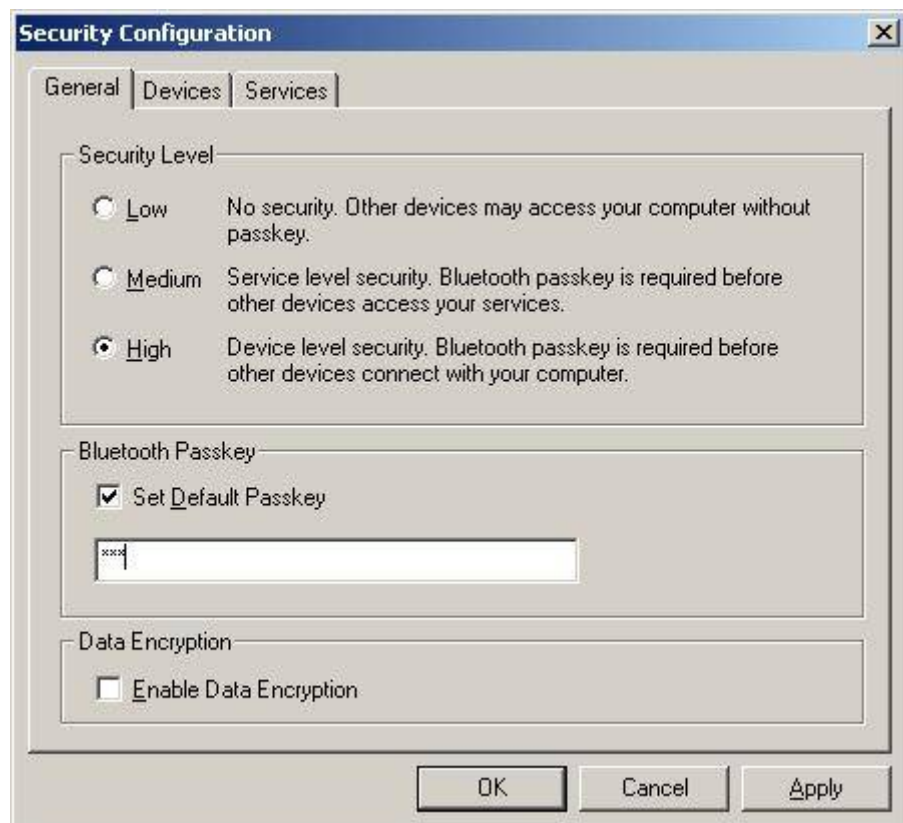 Security Configuration
General Devices Services
Security Level
Low No security. Other devices may access your computer without
passkey.
Medium Service level security. Bluetooth passkey is required before
other devices access your services.
High Device level security. Bluetooth passkey is required before
other devices connect with your computer.
Bluetooth Passkey
Set Default Passkey
***
Data Encryption
Enable Data Encryption
OK Cancel Apply